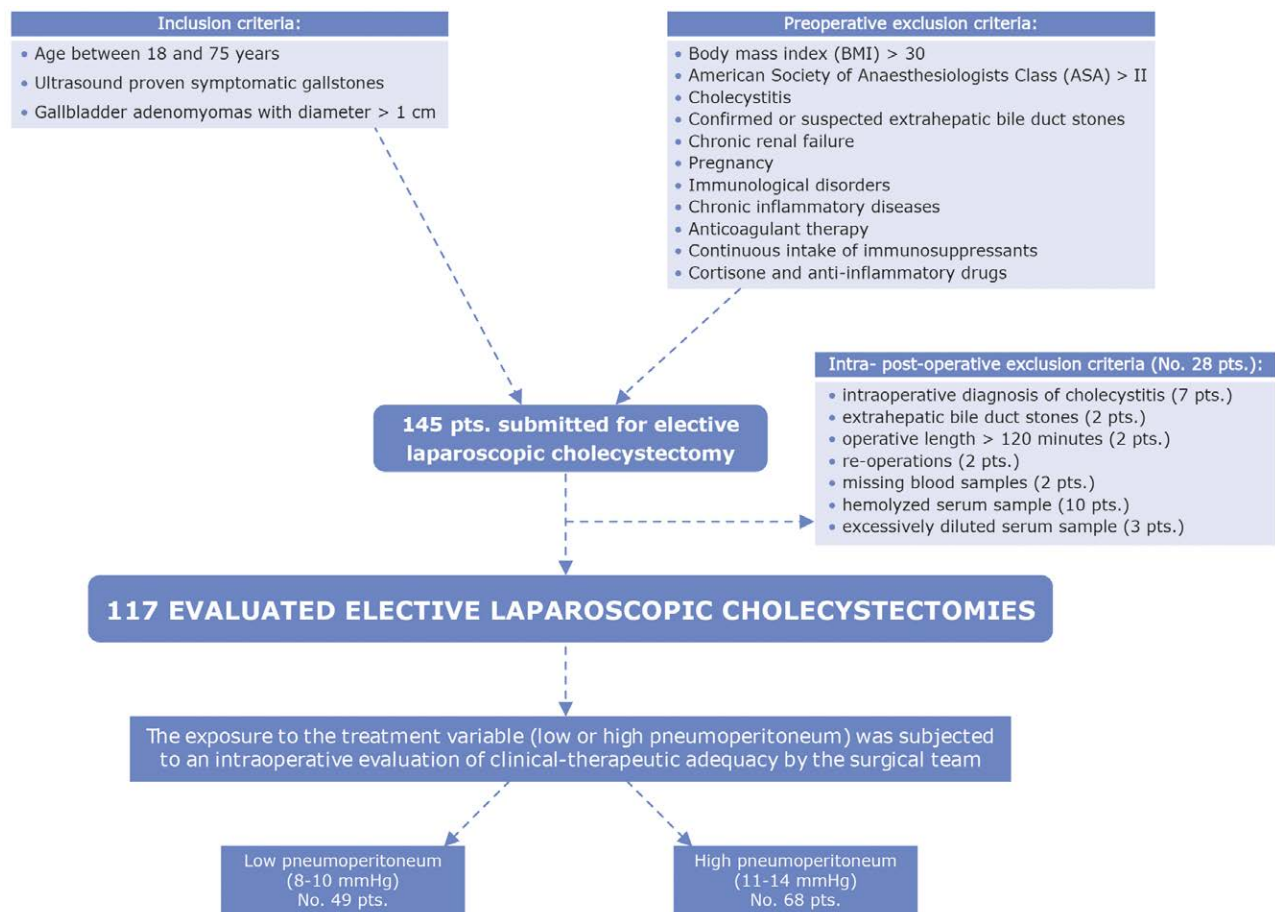 Inclusion criteria:
• Age between 18 and 75 years
• Ultrasound proven symptomatic gallstones
• Gallbladder adenomyomas with diameter > 1 cm
Preoperative exclusion criteria:
• Body mass index (BMI) > 30
• American Society of Anaesthesiologists Class (ASA) > II
• Cholecystitis
• Confirmed or suspected extrahepatic bile duct stones
• Chronic renal failure
• Pregnancy
• Immunological disorders
• Chronic inflammatory diseases
• Anticoagulant therapy
• Continuous intake of immunosuppressants
• Cortisone and anti-inflammatory drugs
Intra- post-operative exclusion criteria (No. 28 pts.):
• intraoperative diagnosis of cholecystitis (7 pts.)
• extrahepatic bile duct stones (2 pts.)
• operative length > 120 minutes (2 pts.)
• re-operations (2 pts.)
• missing blood samples (2 pts.)
• hemolyzed serum sample (10 pts.)
• excessively diluted serum sample (3 pts.)
145 pts. submitted for elective
laparoscopic cholecystectomy
117 EVALUATED ELECTIVE LAPAROSCOPIC CHOLECYSTECTOMIES
The exposure to the treatment variable (low or high pneumoperitoneum) was subjected
to an intraoperative evaluation of clinical-therapeutic adequacy by the surgical team
Low pneumoperitoneum
(8-10 mmHg)
No. 49 pts.
High pneumoperitoneum
(11-14 mmHg)
No. 68 pts.